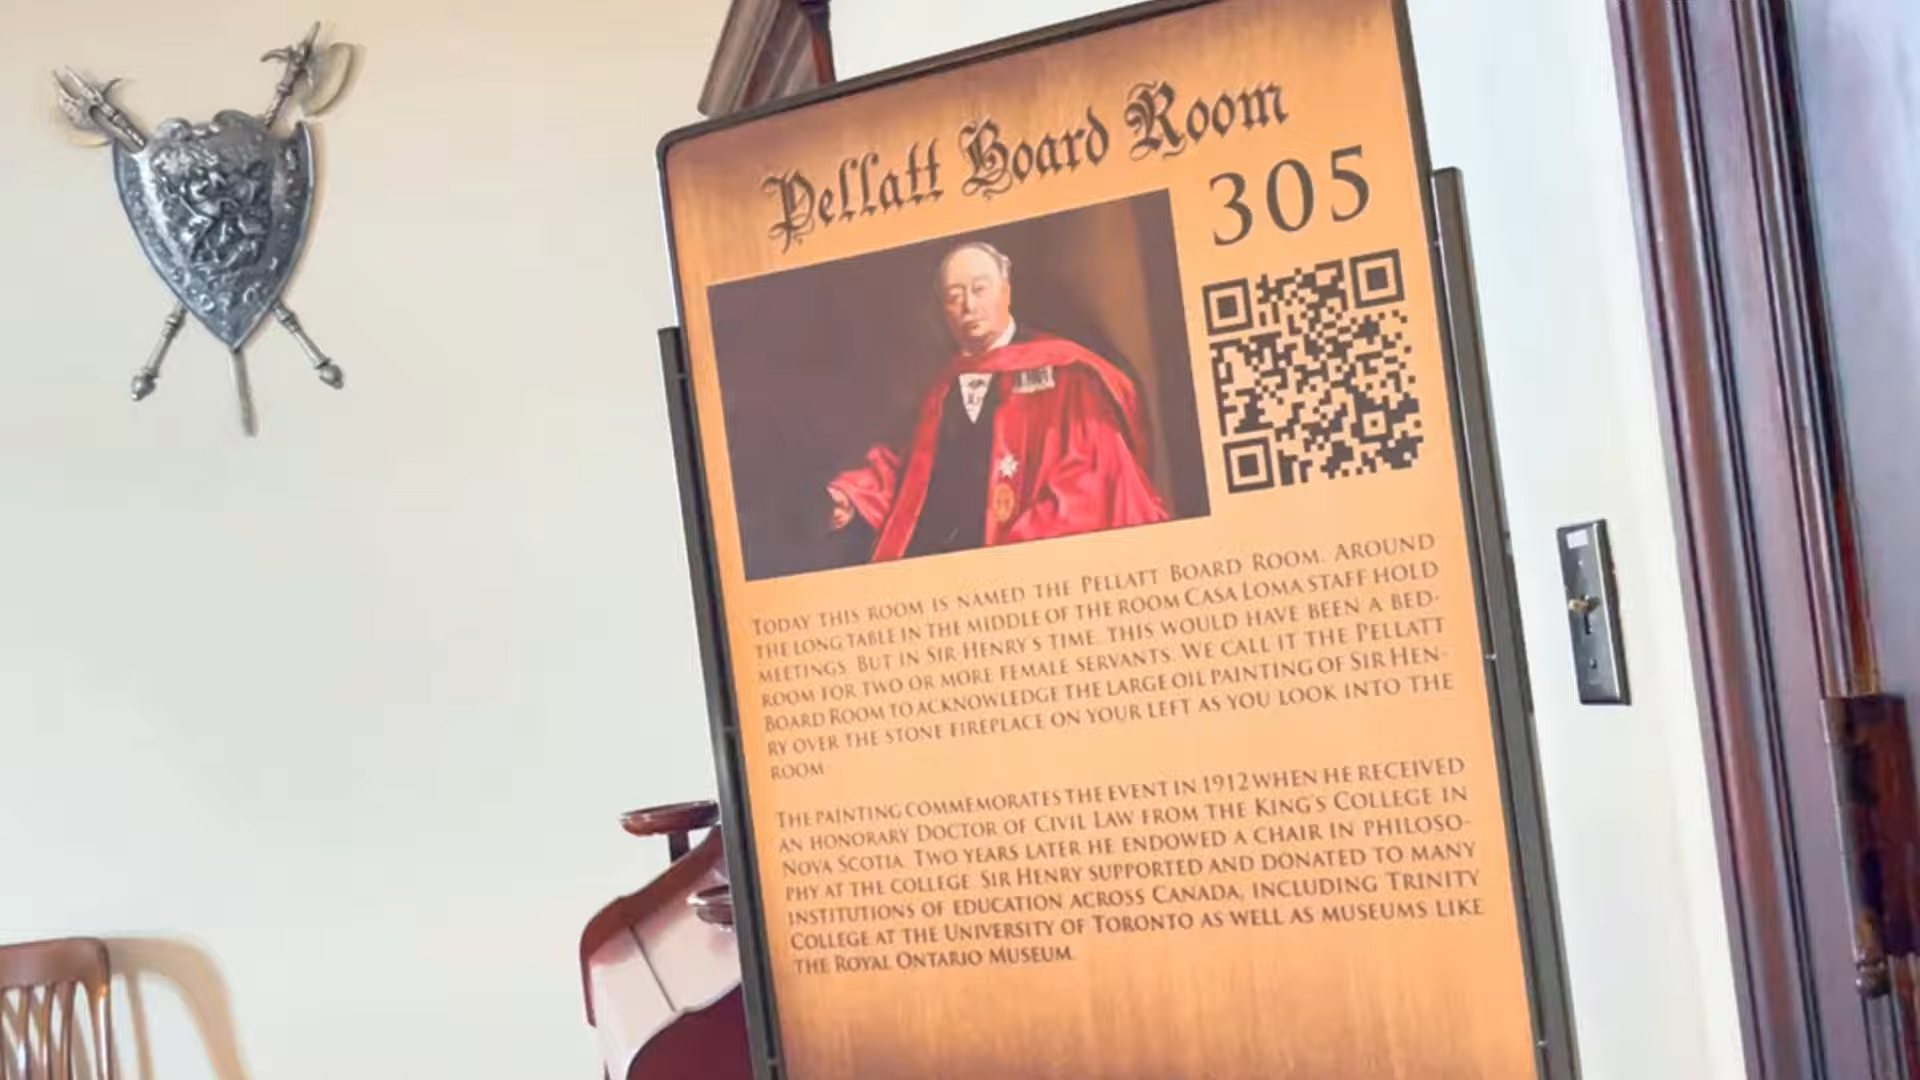 Pellatt Board Room
305
TODAY THIS ROOM IS NAMED THE PELLATT BOARD ROOM. AROUND
THE LONG TABLE IN THE MIDDLE OF THE ROOM CASA LOMA STAFF HOLD
MEETINGS. BUT IN SIR HENRY'S TIME, THIS WOULD HAVE BEEN A BED-
ROOM FOR TWO OR MORE FEMALE SERVANTS. WE CALL IT THE PELLATT
BOARD ROOM TO ACKNOWLEDGE THE LARGE OIL PAINTING OF SIR HEN-
RY OVER THE STONE FIREPLACE ON YOUR LEFT AS YOU LOOK INTO THE
ROOM.
THE PAINTING COMMEMORATES THE EVENT IN 1912 WHEN HE RECEIVED
AN HONORARY DOCTOR OF CIVIL LAW FROM THE KING'S COLLEGE IN
NOVA SCOTIA. TWO YEARS LATER HE ENDOWED A CHAIR IN PHILOSO-
PHY AT THE COLLEGE. SIR HENRY SUPPORTED AND DONATED TO MANY
INSTITUTIONS OF EDUCATION ACROSS CANADA, INCLUDING TRINITY
COLLEGE AT THE UNIVERSITY OF TORONTO AS WELL AS MUSEUMS LIKE
THE ROYAL ONTARIO MUSEUM.